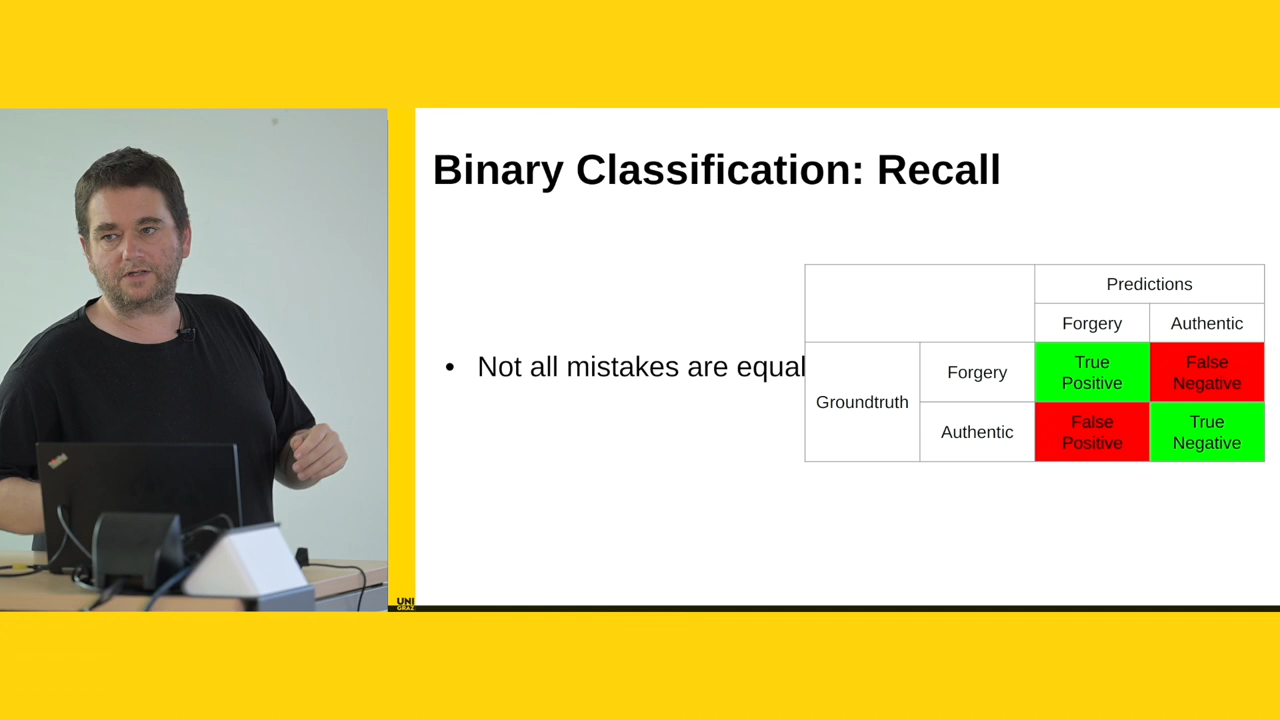 Binary Classification: Recall
• Not all mistakes are equal
Predictions
Forgery Authentic
Groundtruth
Forgery
True
Positive
False
Negative
Authentic
False
Positive
True
Negative
UNI
GRAZ